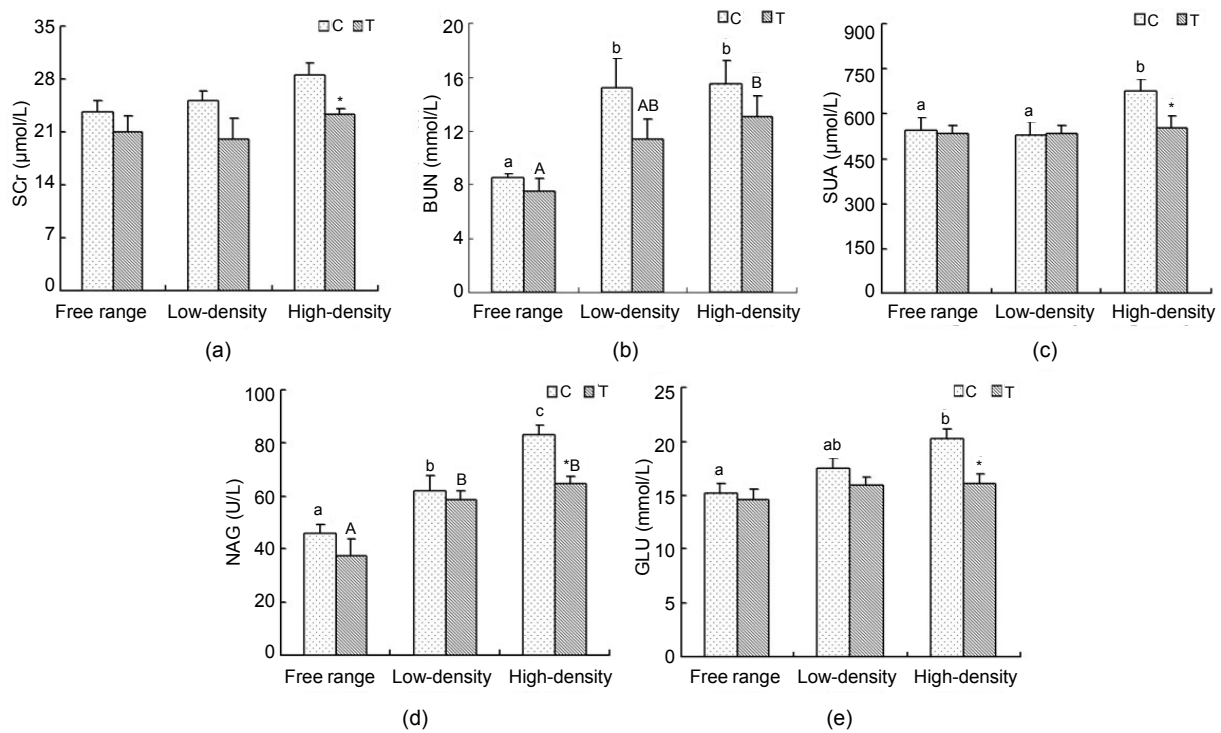 C T
35
28
21
14
7
0
SCr (μmol/L)
*
Free range Low-density High-density
(a)
C T
20
16
12
8
4
0
BUN (mmol/L)
a A b AB b B
Free range Low-density High-density
(b)
C T
900
750
600
450
300
150
0
SUA (μmol/L)
a a b *
Free range Low-density High-density
(c)
C T
100
80
60
40
60
0
NAG (U/L)
a A b B c *B
Free range Low-density High-density
(d)
C T
25
20
15
10
5
0
GLU (mmol/L)
a ab b *
Free range Low-density High-density
(e)